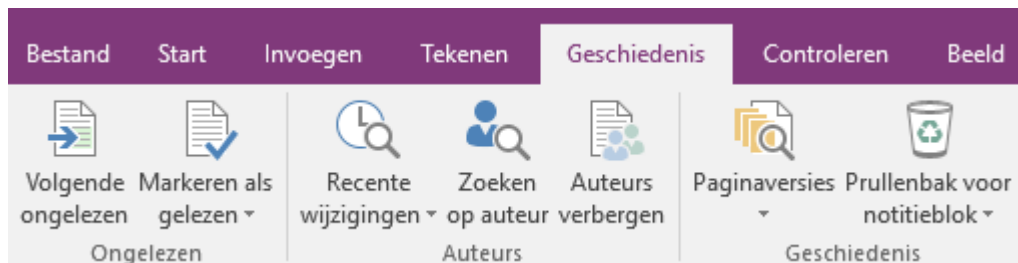 Bestand Start Invoegen Tekenen Geschiedenis Controleren Beeld
Volgende Markeren als Recente Zoeken Auteurs Paginaversies Prullenbak voor
ongelezen gelezen wijzigingen op auteur verbergen notitieblok
Ongelezen Auteurs Geschiedenis